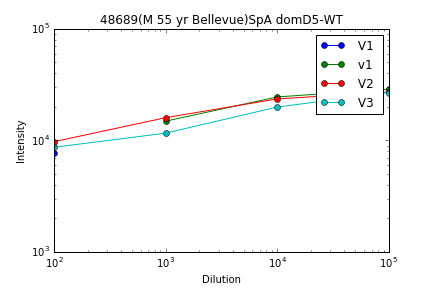 48689(M 55 yr Bellevue)SpA domD5-WT
10^5
V1
v1
V2
V3
Intensity
10^4
10^3
10^2 10^3 10^4 10^5
Dilution